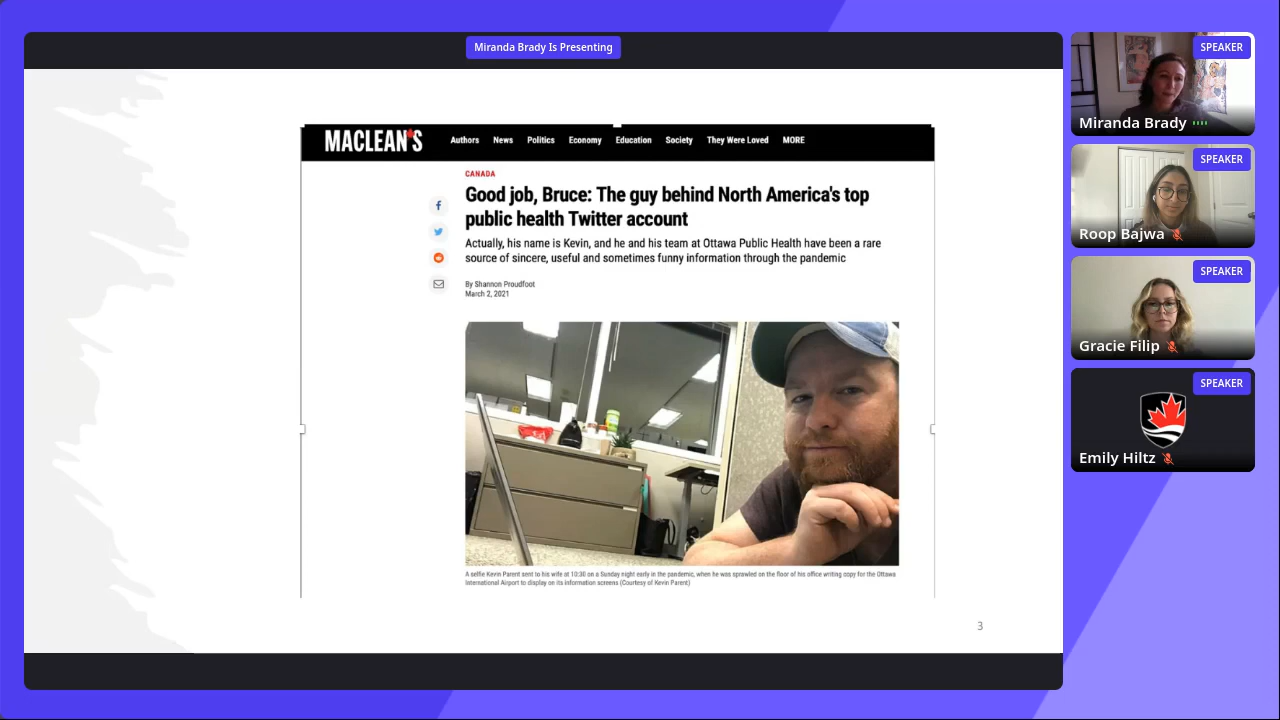 Miranda Brady Is Presenting
MACLEAN'S
Authors News Politics Economy Education Society They Were Loved MORE
CANADA
Good job, Bruce: The guy behind North America's top
public health Twitter account
Actually, his name is Kevin, and he and his team at Ottawa Public Health have been a rare
source of sincere, useful and sometimes funny information through the pandemic
By Shannon Proudfoot
March 2, 2021
A selfie Kevin Parent sent to his wife at 10:30 on a Sunday night early in the pandemic, when he was sprawled on the floor of his office writing copy for the Ottawa
International Airport to display on its information screens (Courtesy of Kevin Parent)
3
SPEAKER
Miranda Brady
SPEAKER
Roop Bajwa
SPEAKER
Gracie Filip
SPEAKER
Emily Hiltz